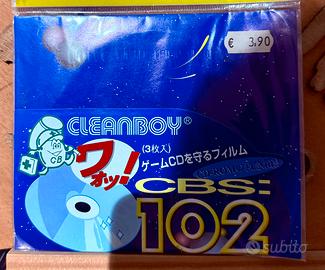 € 3,90
CLEANBOY®
CB
ワオッ!
(3枚入)
ゲームCDを守るフィルム
CBS:
102
subito